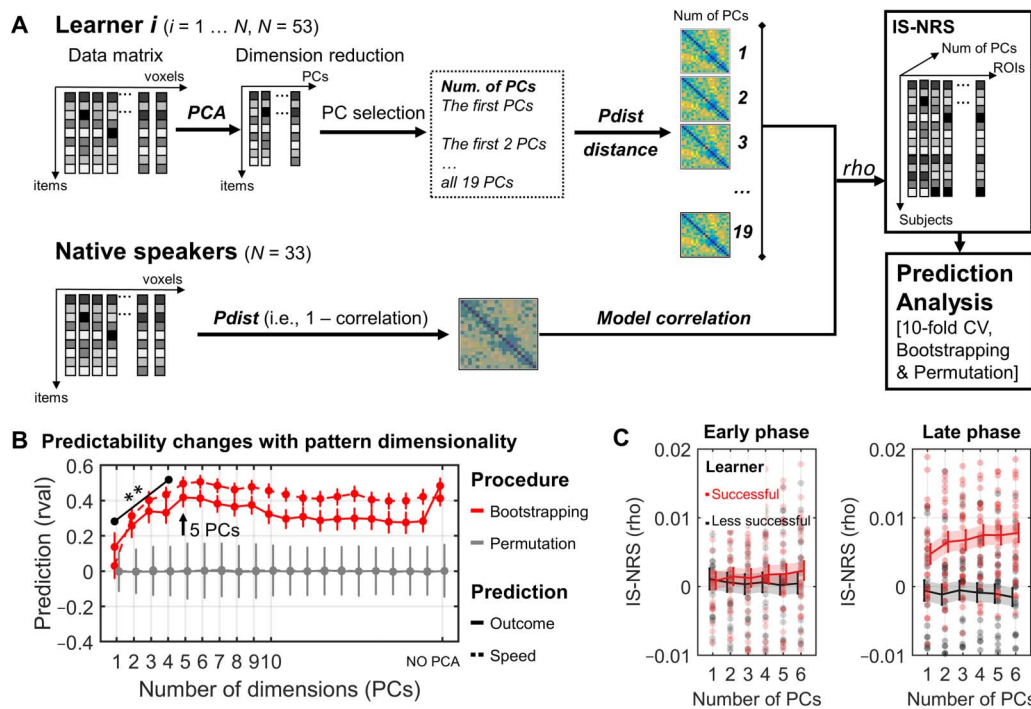 A Learner i (i = 1 ... N, N = 53)
Data matrix
voxels
...
...
items
PCA
Dimension reduction
PCs
...
...
items
PC selection
Num. of PCs
The first PCs
The first 2 PCs
...
all 19 PCs
Pdist
distance
Num of PCs
1
2
3
...
19
rho
IS-NRS
Num of PCs
ROIs
Subjects
Native speakers (N = 33)
voxels
...
...
items
Pdist (i.e., 1 – correlation)
Model correlation
Prediction
Analysis
[10-fold CV,
Bootstrapping
& Permutation]
B Predictability changes with pattern dimensionality
Prediction (rval)
0.6
0.4
0.2
0
-0.2
-0.4
**
5 PCs
1 2 3 4 5 6 7 8 9 10
NO PCA
Number of dimensions (PCs)
Procedure
Bootstrapping
Permutation
Prediction
Outcome
Speed
C
Early phase
IS-NRS (rho)
0.02
0.01
0
-0.01
Learner
Successful
Less successful
1 2 3 4 5 6
Number of PCs
Late phase
IS-NRS (rho)
0.02
0.01
0
-0.01
1 2 3 4 5 6
Number of PCs